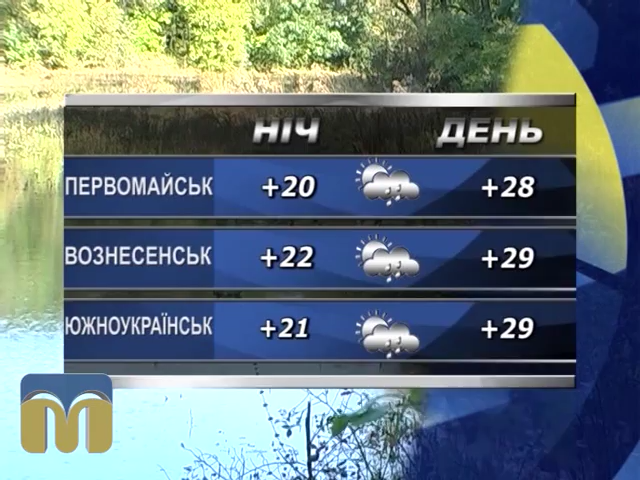 НІЧ ДЕНЬ
ПЕРВОМАЙСЬК +20 +28
ВОЗНЕСЕНСЬК +22 +29
ЮЖНОУКРАЇНСЬК +21 +29
М